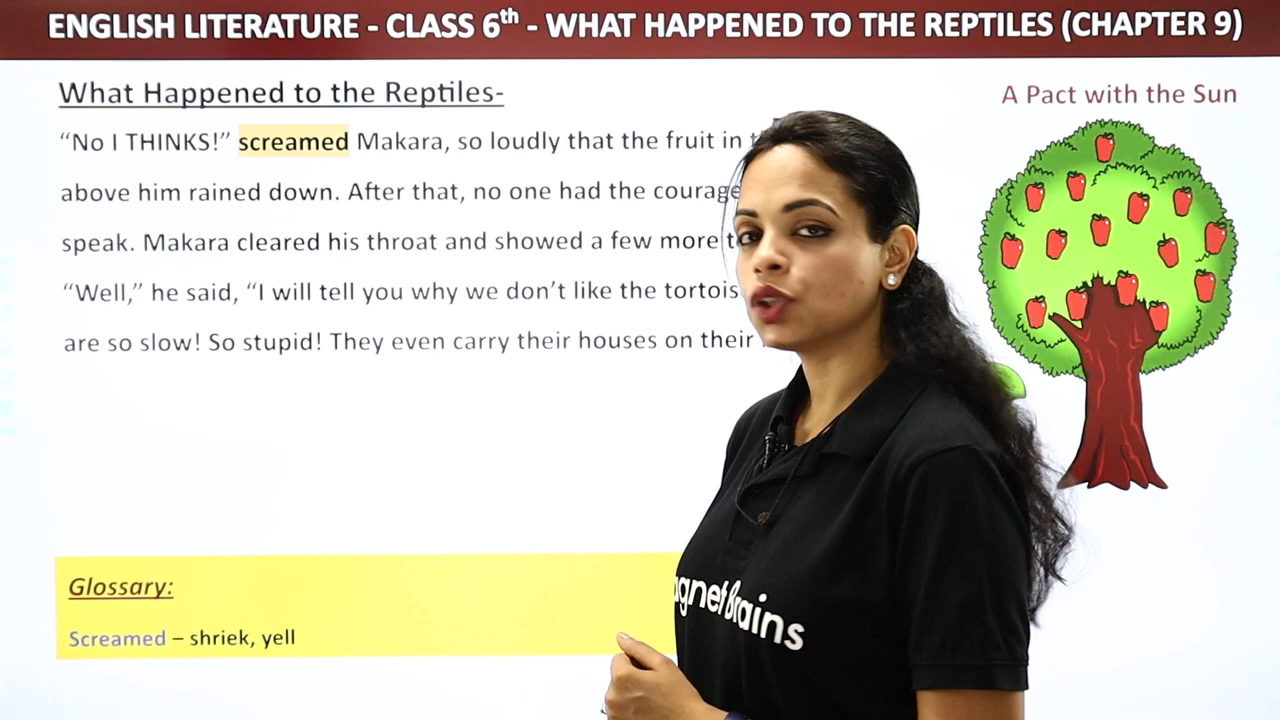 ENGLISH LITERATURE - CLASS 6th - WHAT HAPPENED TO THE REPTILES (CHAPTER 9)
What Happened to the Reptiles-
A Pact with the Sun
“No I THINKS!” screamed Makara, so loudly that the fruit in
above him rained down. After that, no one had the courage
speak. Makara cleared his throat and showed a few more
“Well,” he said, “I will tell you why we don’t like the
are so slow! So stupid! They even carry their houses on their
Glossary:
Screamed – shriek, yell
agnet Brains